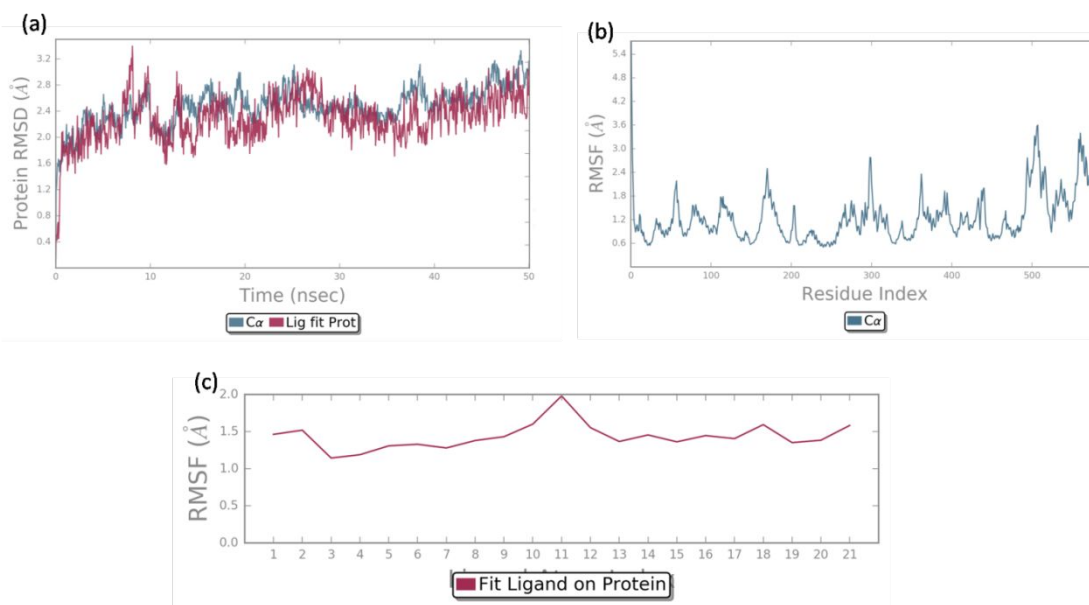 (a)
Protein RMSD (Å)
3.2
2.8
2.4
2.0
1.6
1.2
0.8
0.4
0 10 20 30 40 50
Time (nsec)
Cα Lig fit Prot
(b)
RMSF (Å)
5.4
4.8
4.2
3.6
3.0
2.4
1.8
1.2
0.6
0 100 200 300 400 500
Residue Index
Cα
(c)
RMSF (Å)
2.0
1.5
1.0
0.5
0.0
1 2 3 4 5 6 7 8 9 10 11 12 13 14 15 16 17 18 19 20 21
Fit Ligand on Protein